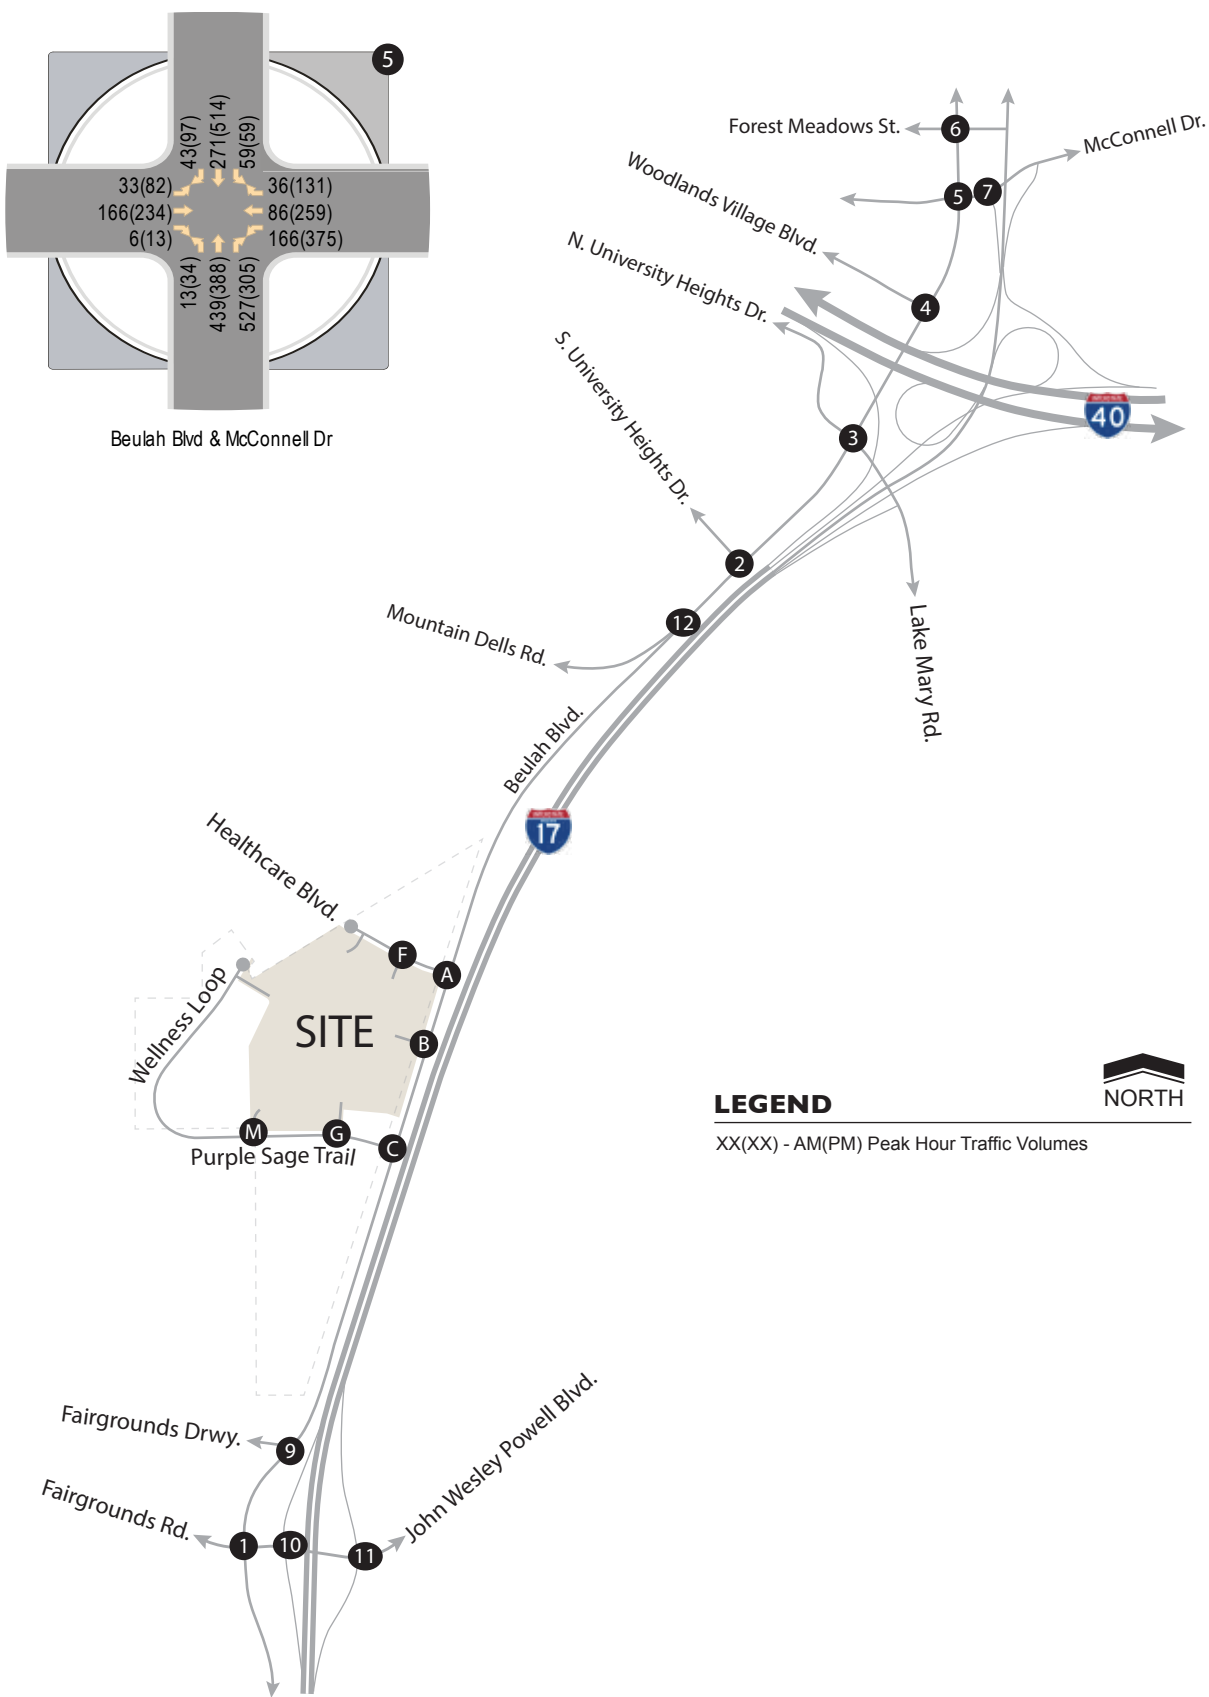 5
43(97)
271(514)
59(59)
33(82)
166(234)
6(13)
36(131)
86(259)
166(375)
13(34)
439(388)
527(305)
Beulah Blvd & McConnell Dr
Forest Meadows St.
6
McConnell Dr.
Woodlands Village Blvd.
5
7
N. University Heights Dr.
4
S. University Heights Dr.
40
3
2
Mountain Dells Rd.
12
Lake Mary Rd.
Beulah Blvd.
17
Healthcare Blvd.
F
A
Wellness Loop
SITE
B
M
G
C
Purple Sage Trail
NORTH
LEGEND
XX(XX) - AM(PM) Peak Hour Traffic Volumes
Fairgrounds Drwy.
9
John Wesley Powell Blvd.
Fairgrounds Rd.
1
10
11